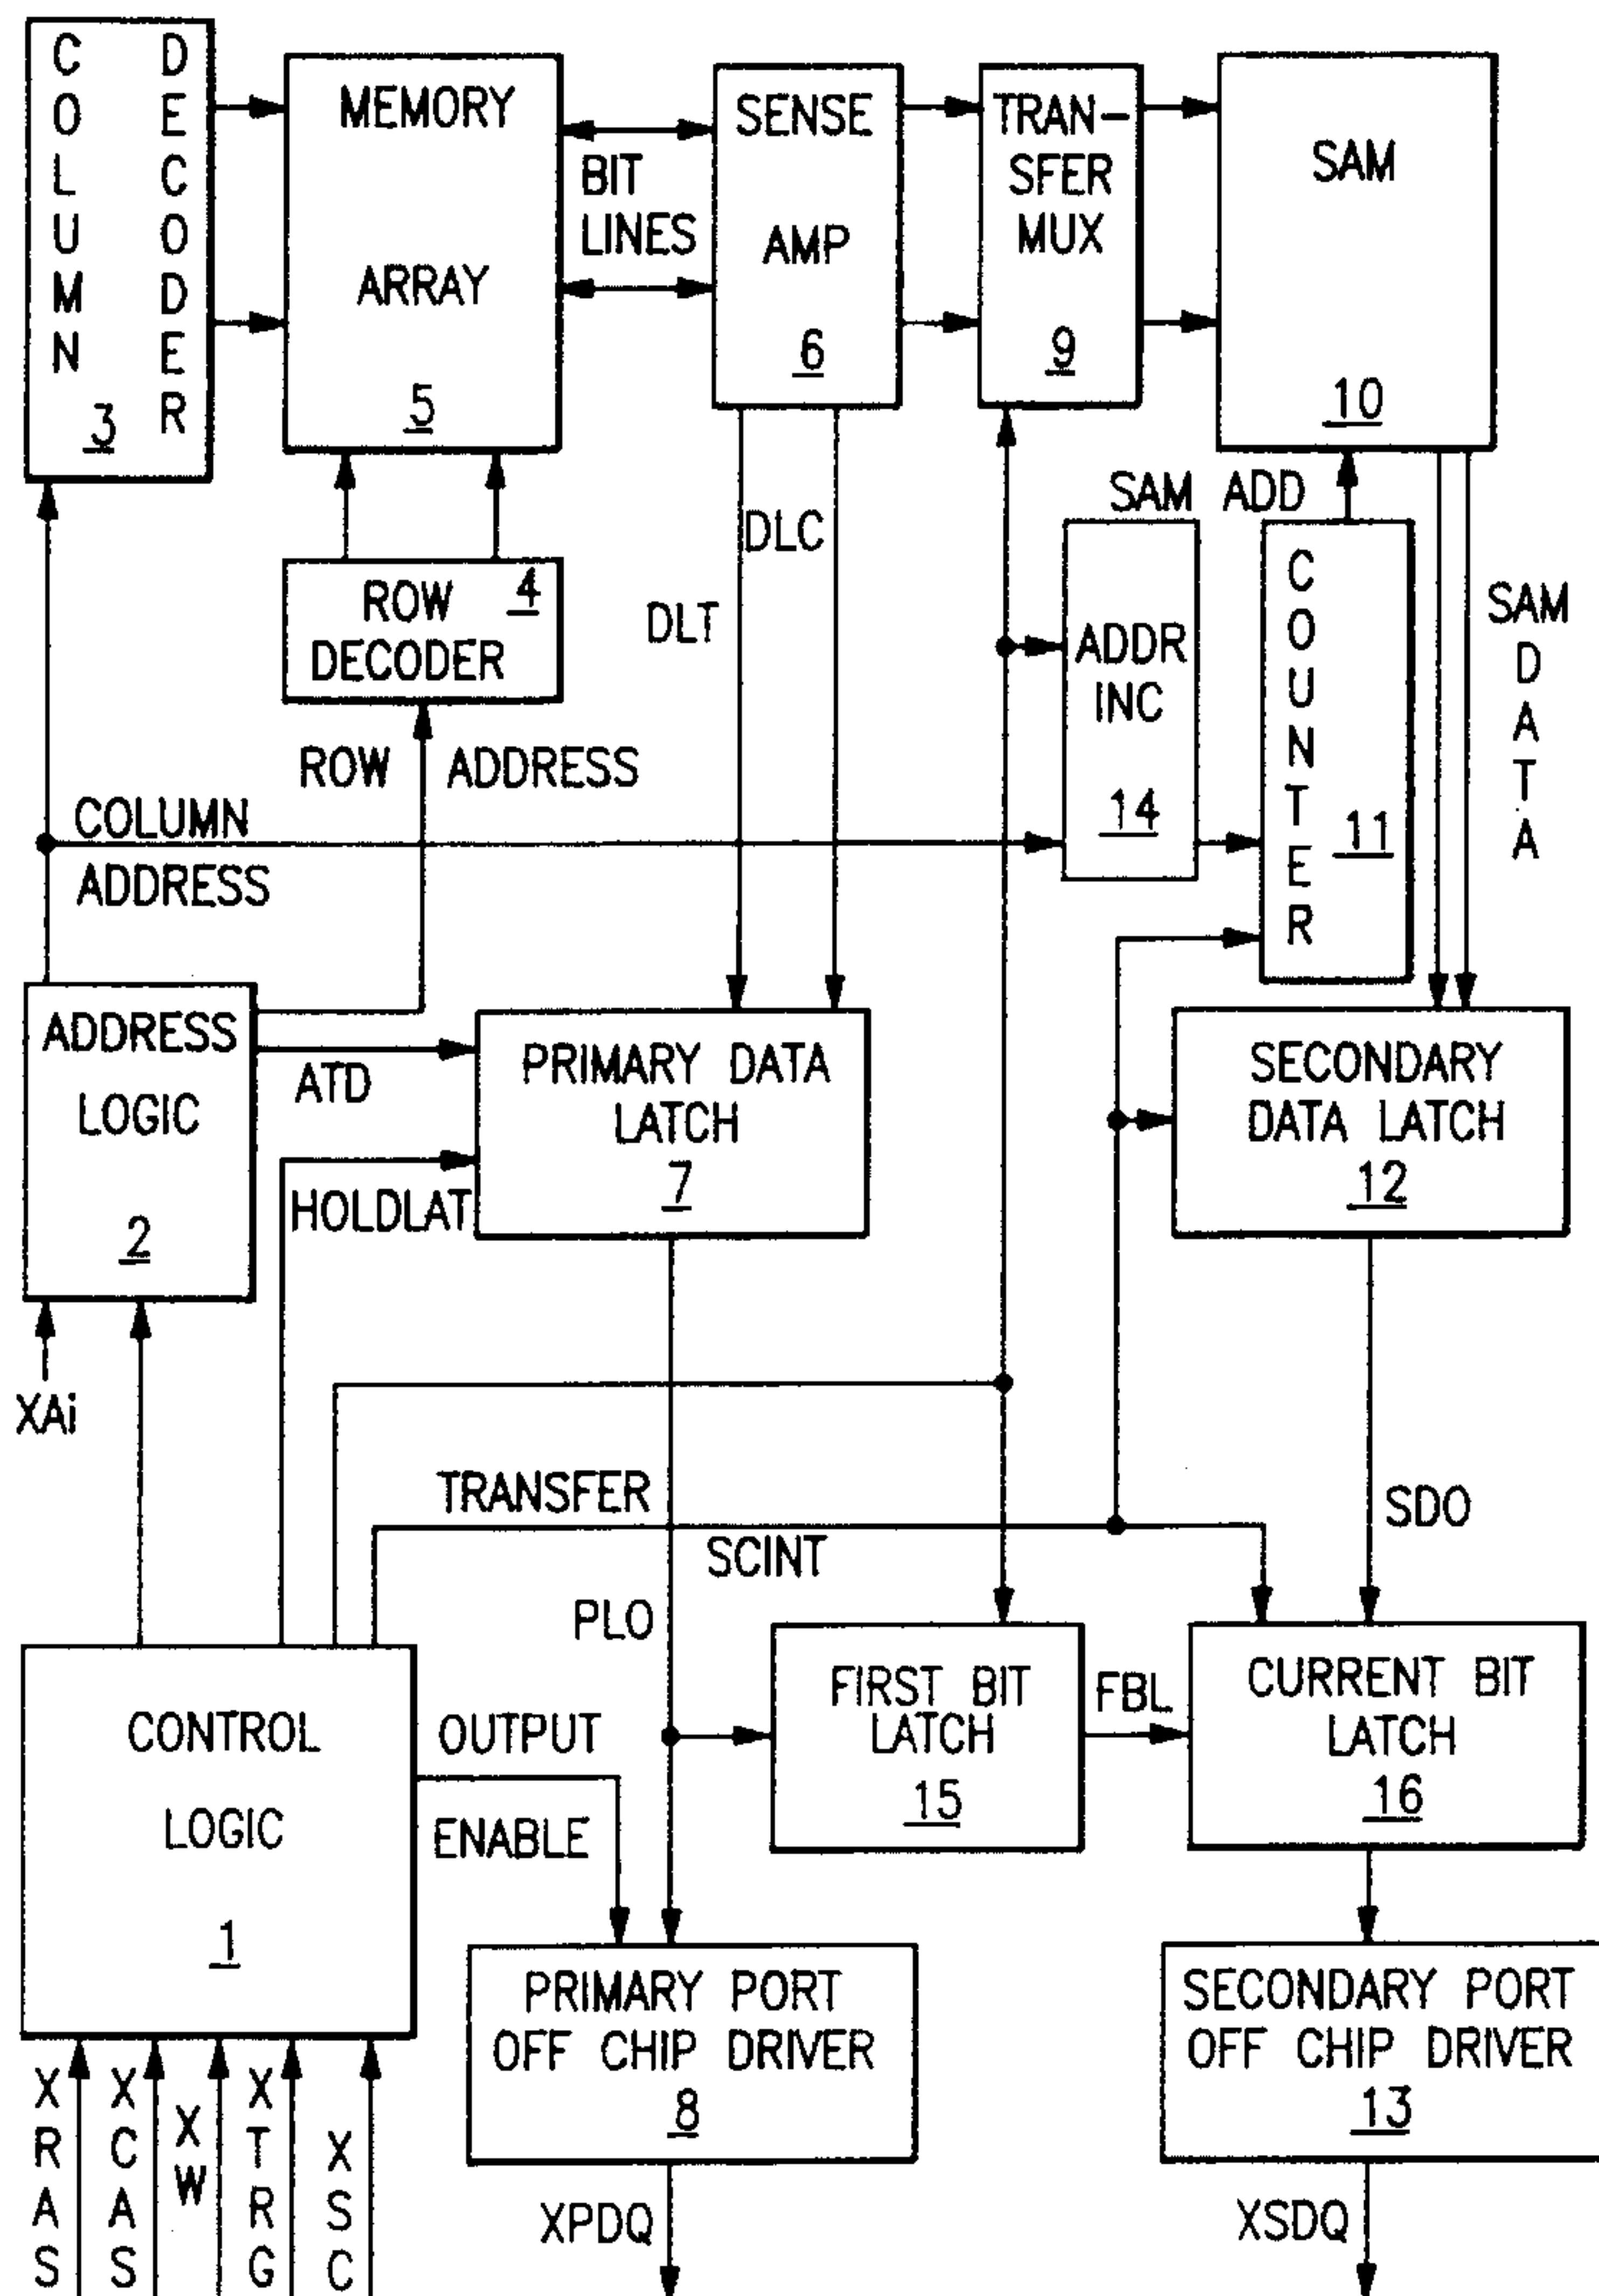 COLUMN
DECODER
3
MEMORY
ARRAY
5
BIT
LINES
SENSE
AMP
6
TRAN-
SFER
MUX
9
SAM
10
ROW
DECODER
4
DLC
DLT
SAM ADD
ADDR
INC
14
COUNTER
11
SAM
DATA
ROW ADDRESS
COLUMN
ADDRESS
ADDRESS
LOGIC
2
ATD
HOLDLAT
PRIMARY DATA
LATCH
7
SECONDARY
DATA LATCH
12
XAi
TRANSFER
SCINT
SDO
PLO
CONTROL
LOGIC
1
OUTPUT
ENABLE
FIRST BIT
LATCH
15
FBL
CURRENT BIT
LATCH
16
PRIMARY PORT
OFF CHIP DRIVER
8
SECONDARY PORT
OFF CHIP DRIVER
13
XRAS
XCAS
XW
XTRG
XSC
XPDQ
XSDQ